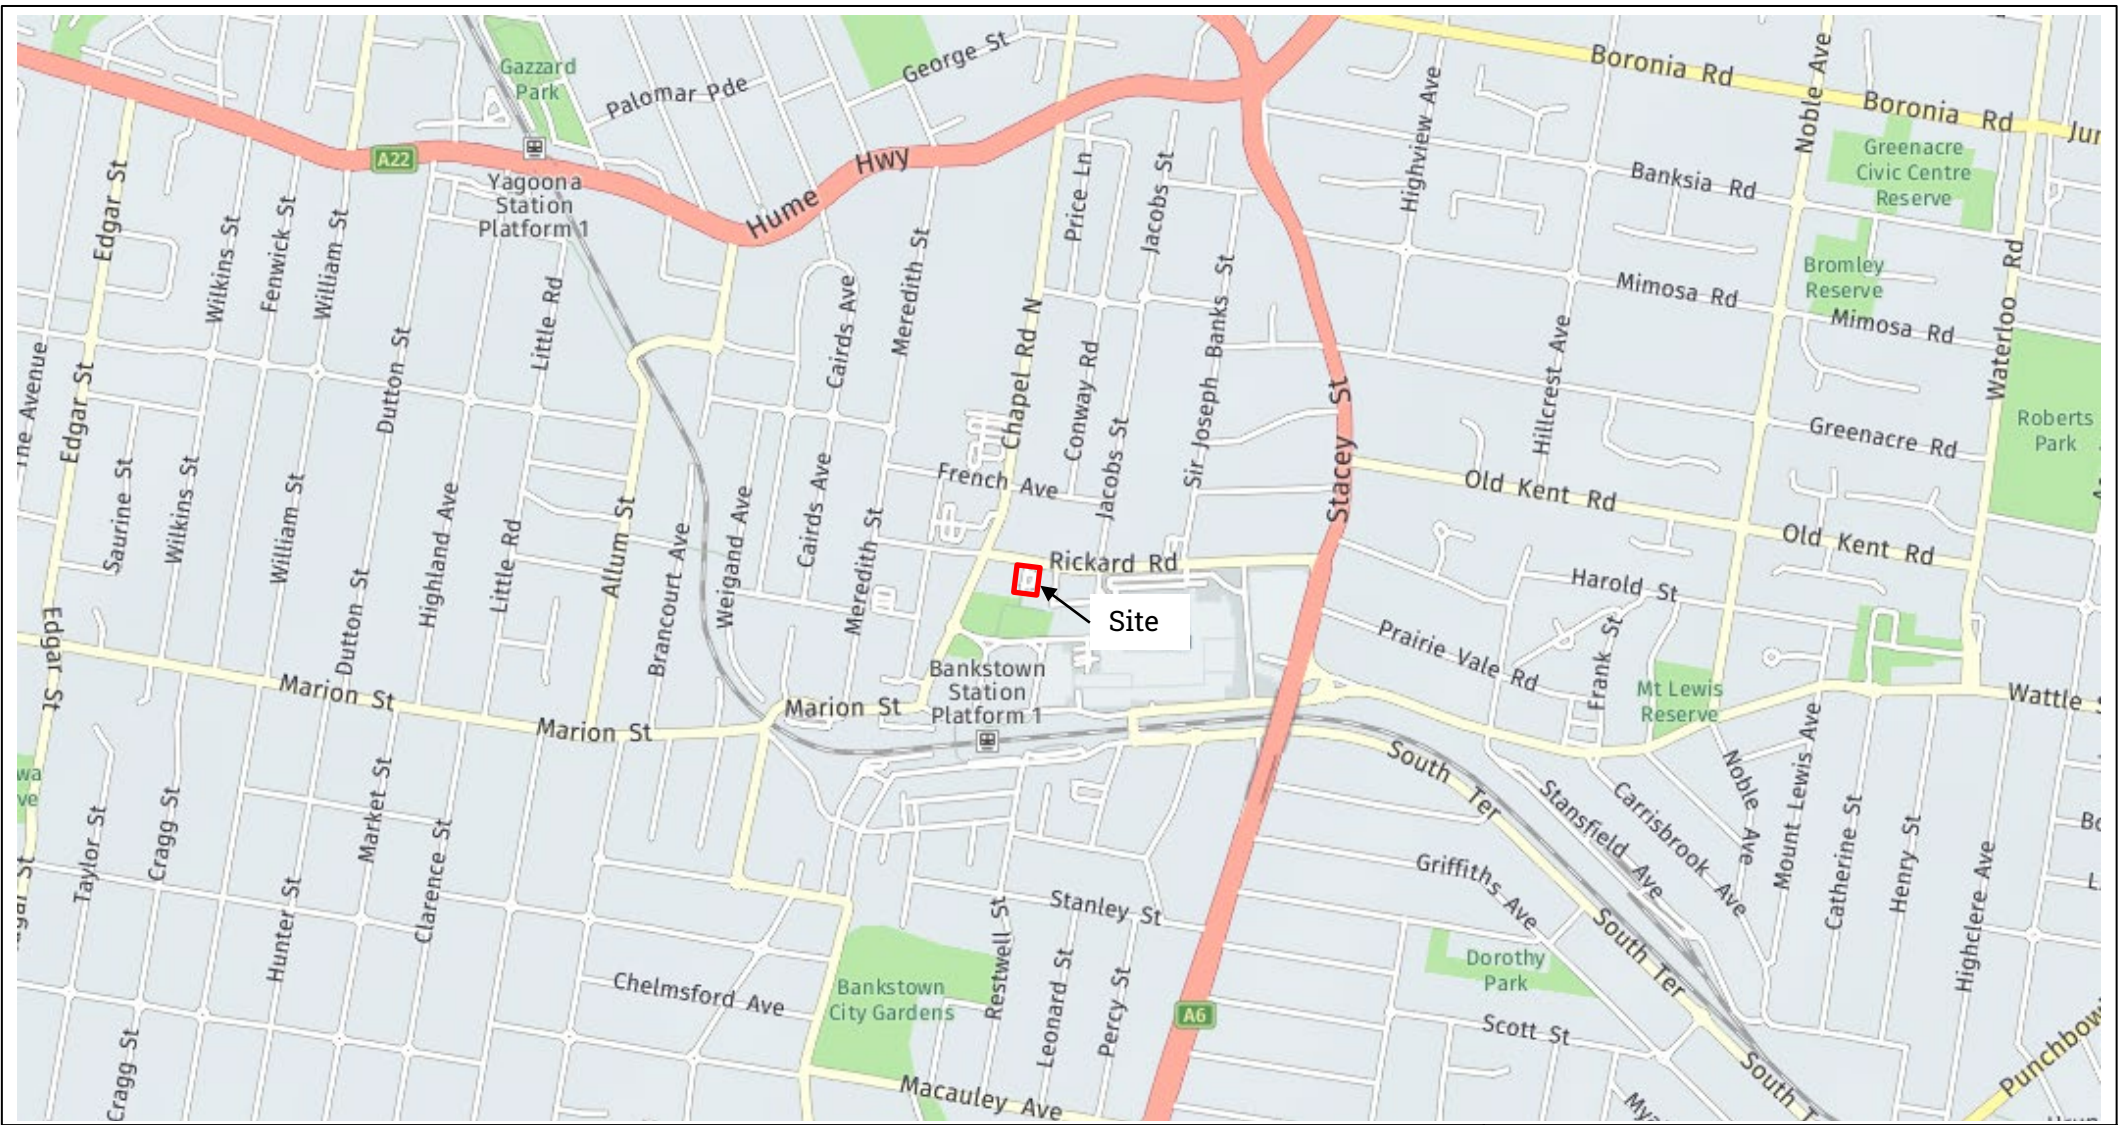 Boronia Rd
Boronia Rd
Noble Ave
George St
Gazzard
Park
Palomar Pde
Highview Ave
Greenacre
Civic Centre
Reserve
A22
Hume Hwy
Yagoona
Station
Platform 1
Price Ln
Jacobs St
Banksia Rd
Edgar St
Wilkins St
Fenwick St
William St
Little Rd
Meredith St
Cairds Ave
Chapel Rd N
Sir Joseph Banks St
Mimosa Rd
Bromley
Reserve
Mimosa Rd
Waterloo Rd
The Avenue
Edgar St
Dutton St
Conway Rd
Jacobs St
Stacey St
Hillcrest Ave
Greenacre Rd
Roberts
Park
Saurine St
Wilkins St
William St
Highland Ave
Little Rd
Allum St
Brancourt Ave
Weigand Ave
Cairds Ave
Meredith St
French Ave
Old Kent Rd
Old Kent Rd
Rickard Rd
Site
Harold St
Dutton St
Edgar St
Prairie Vale Rd
Frank St
Mt Lewis
Reserve
Wattle
Marion St
Marion St
Marion St
Bankstown
Station
Platform 1
South Ter
Noble Ave
Mount Lewis Ave
Stansfield Ave
Carrisbrook Ave
Catherine St
Henry St
Highclere Ave
Taylor St
Cragg St
Market St
Clarence St
Hunter St
Griffiths Ave
Stanley St
Restwell St
Leonard St
Percy St
South Ter
Dorothy
Park
Chelmsford Ave
Bankstown
City Gardens
A6
Scott St
Cragg St
Macauley Ave
South T
Punchbow